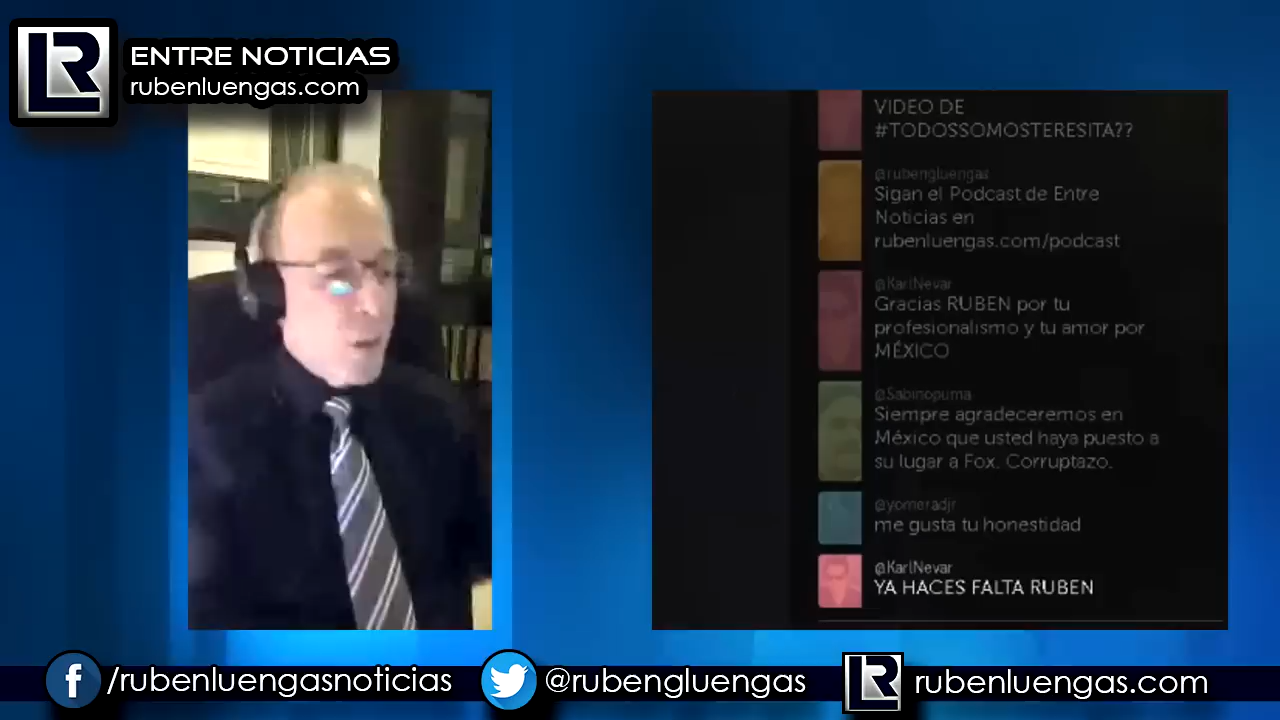 LR
ENTRE NOTICIAS
rubenluengas.com
VIDEO DE
#TODOSSOMOSTERESITA??
@rubengluengas
Sigan el Podcast de Entre
Noticias en
rubenluengas.com/podcast
@KarlNevar
Gracias RUBEN por tu
profesionalismo y tu amor por
MÉXICO
@Sabinopuma
Siempre agradeceremos en
México que usted haya puesto a
su lugar a Fox. Corruptazo.
@yomeradjr
me gusta tu honestidad
@KarlNevar
YA HACES FALTA RUBEN
f /rubenluengasnoticias
@rubengluengas
LR rubenluengas.com